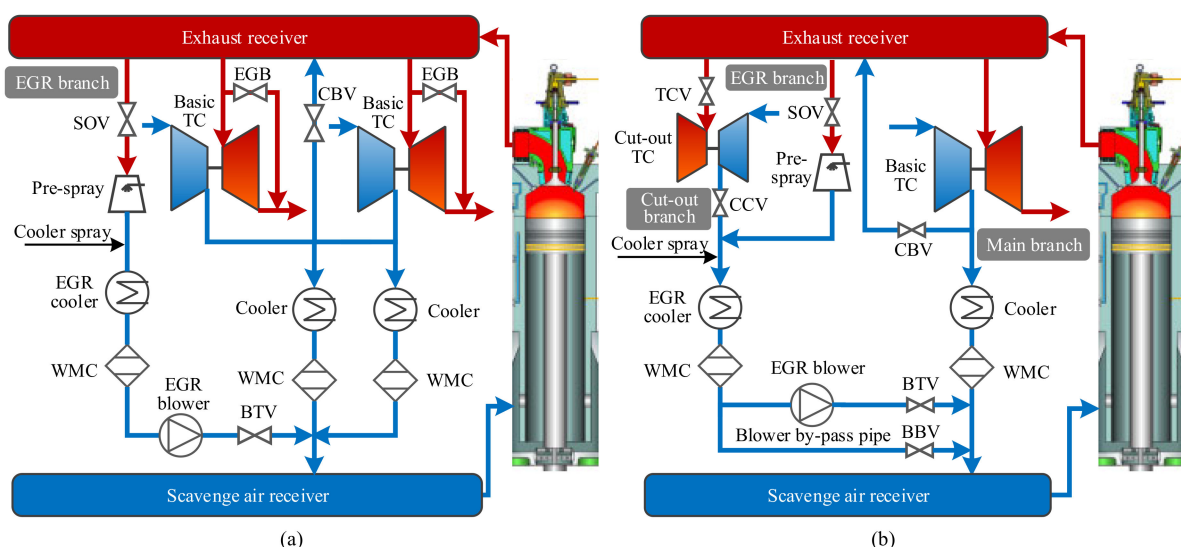 Exhaust receiver
EGR branch
EGB
EGB
SOV
Basic
TC
CBV
Basic
TC
Pre-spray
Cooler spray
EGR
cooler
Cooler
Cooler
WMC
EGR
blower
WMC
WMC
BTV
Scavenge air receiver
(a)
Exhaust receiver
TCV
EGR branch
SOV
Cut-out
TC
Pre-
spray
Basic
TC
Cut-out
branch
CCV
Cooler spray
CBV
Main branch
EGR
cooler
Cooler
WMC
EGR blower
BTV
WMC
Blower by-pass pipe
BBV
Scavenge air receiver
(b)